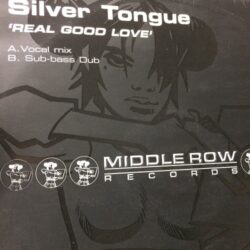 Silver Tongue
'REAL GOOD LOVE'
A. Vocal mix
B. Sub-bass Dub
MIDDLE ROW
RECORDS